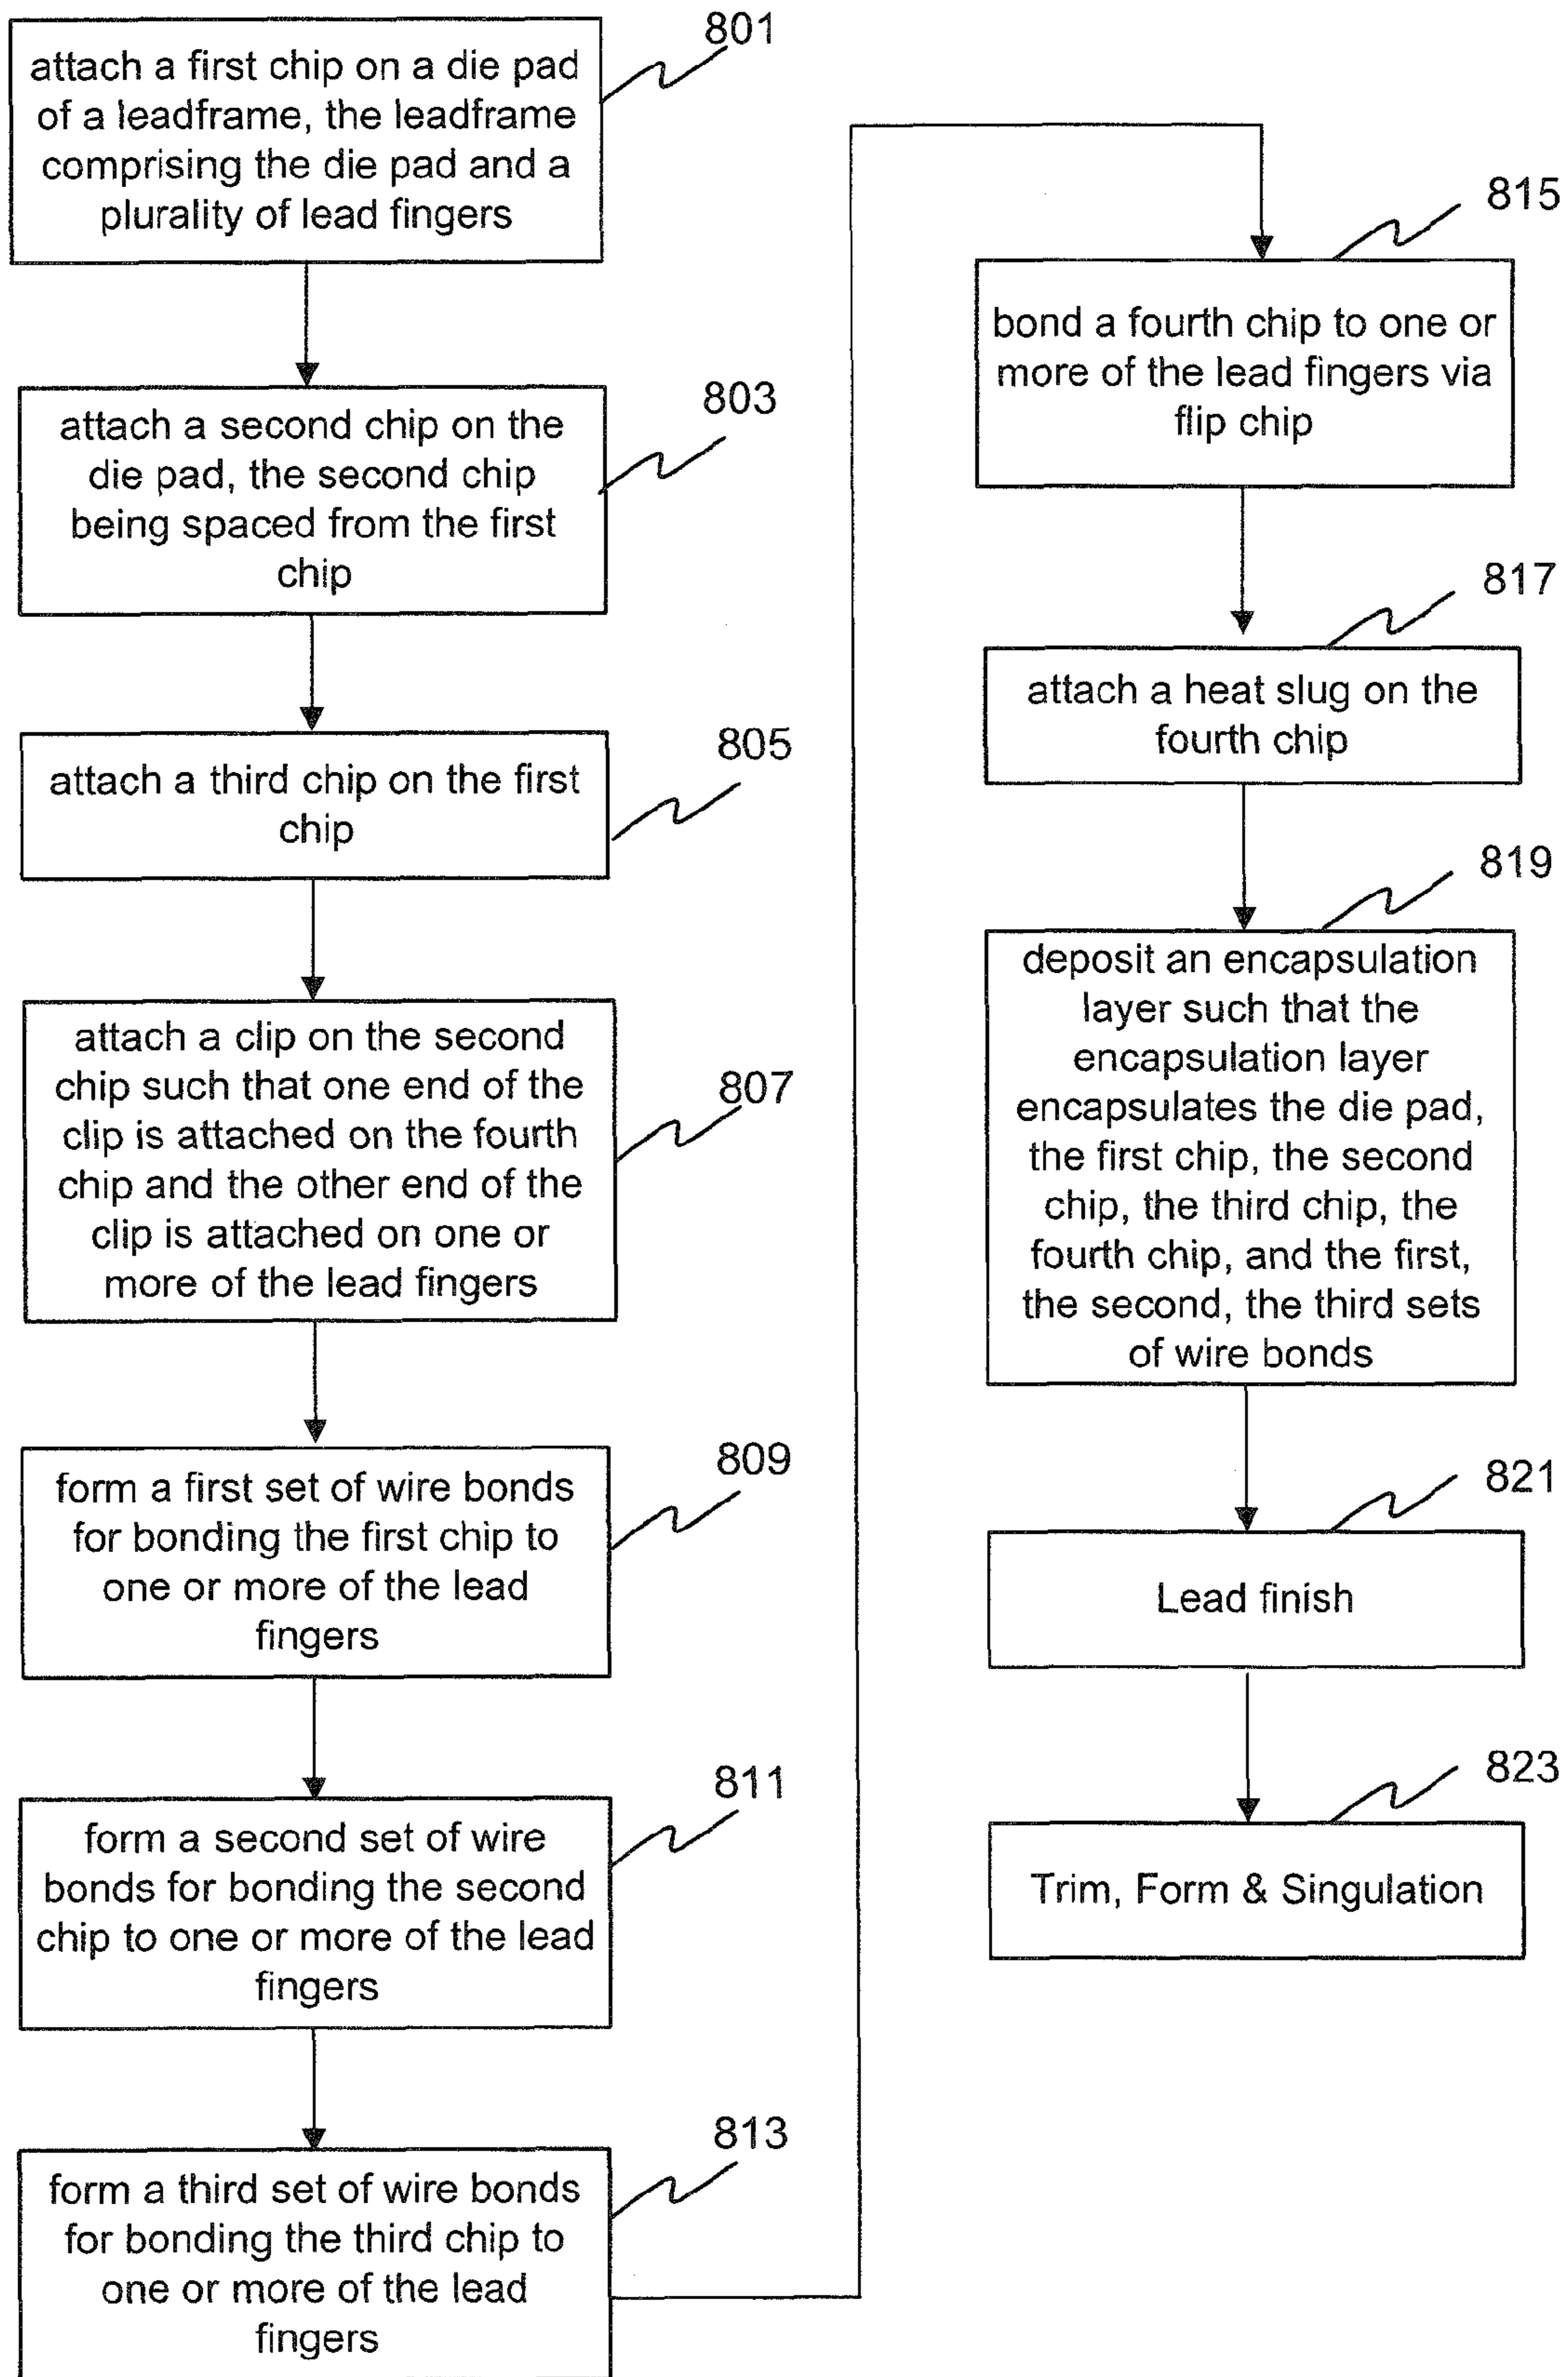 801
attach a first chip on a die pad
of a leadframe, the leadframe
comprising the die pad and a
plurality of lead fingers
803
attach a second chip on the
die pad, the second chip
being spaced from the first
chip
805
attach a third chip on the first
chip
807
attach a clip on the second
chip such that one end of the
clip is attached on the fourth
chip and the other end of the
clip is attached on one or
more of the lead fingers
809
form a first set of wire bonds
for bonding the first chip to
one or more of the lead
fingers
811
form a second set of wire
bonds for bonding the second
chip to one or more of the lead
fingers
813
form a third set of wire bonds
for bonding the third chip to
one or more of the lead
fingers
815
bond a fourth chip to one or
more of the lead fingers via
flip chip
817
attach a heat slug on the
fourth chip
819
deposit an encapsulation
layer such that the
encapsulation layer
encapsulates the die pad,
the first chip, the second
chip, the third chip, the
fourth chip, and the first,
the second, the third sets
of wire bonds
821
Lead finish
823
Trim, Form & Singulation